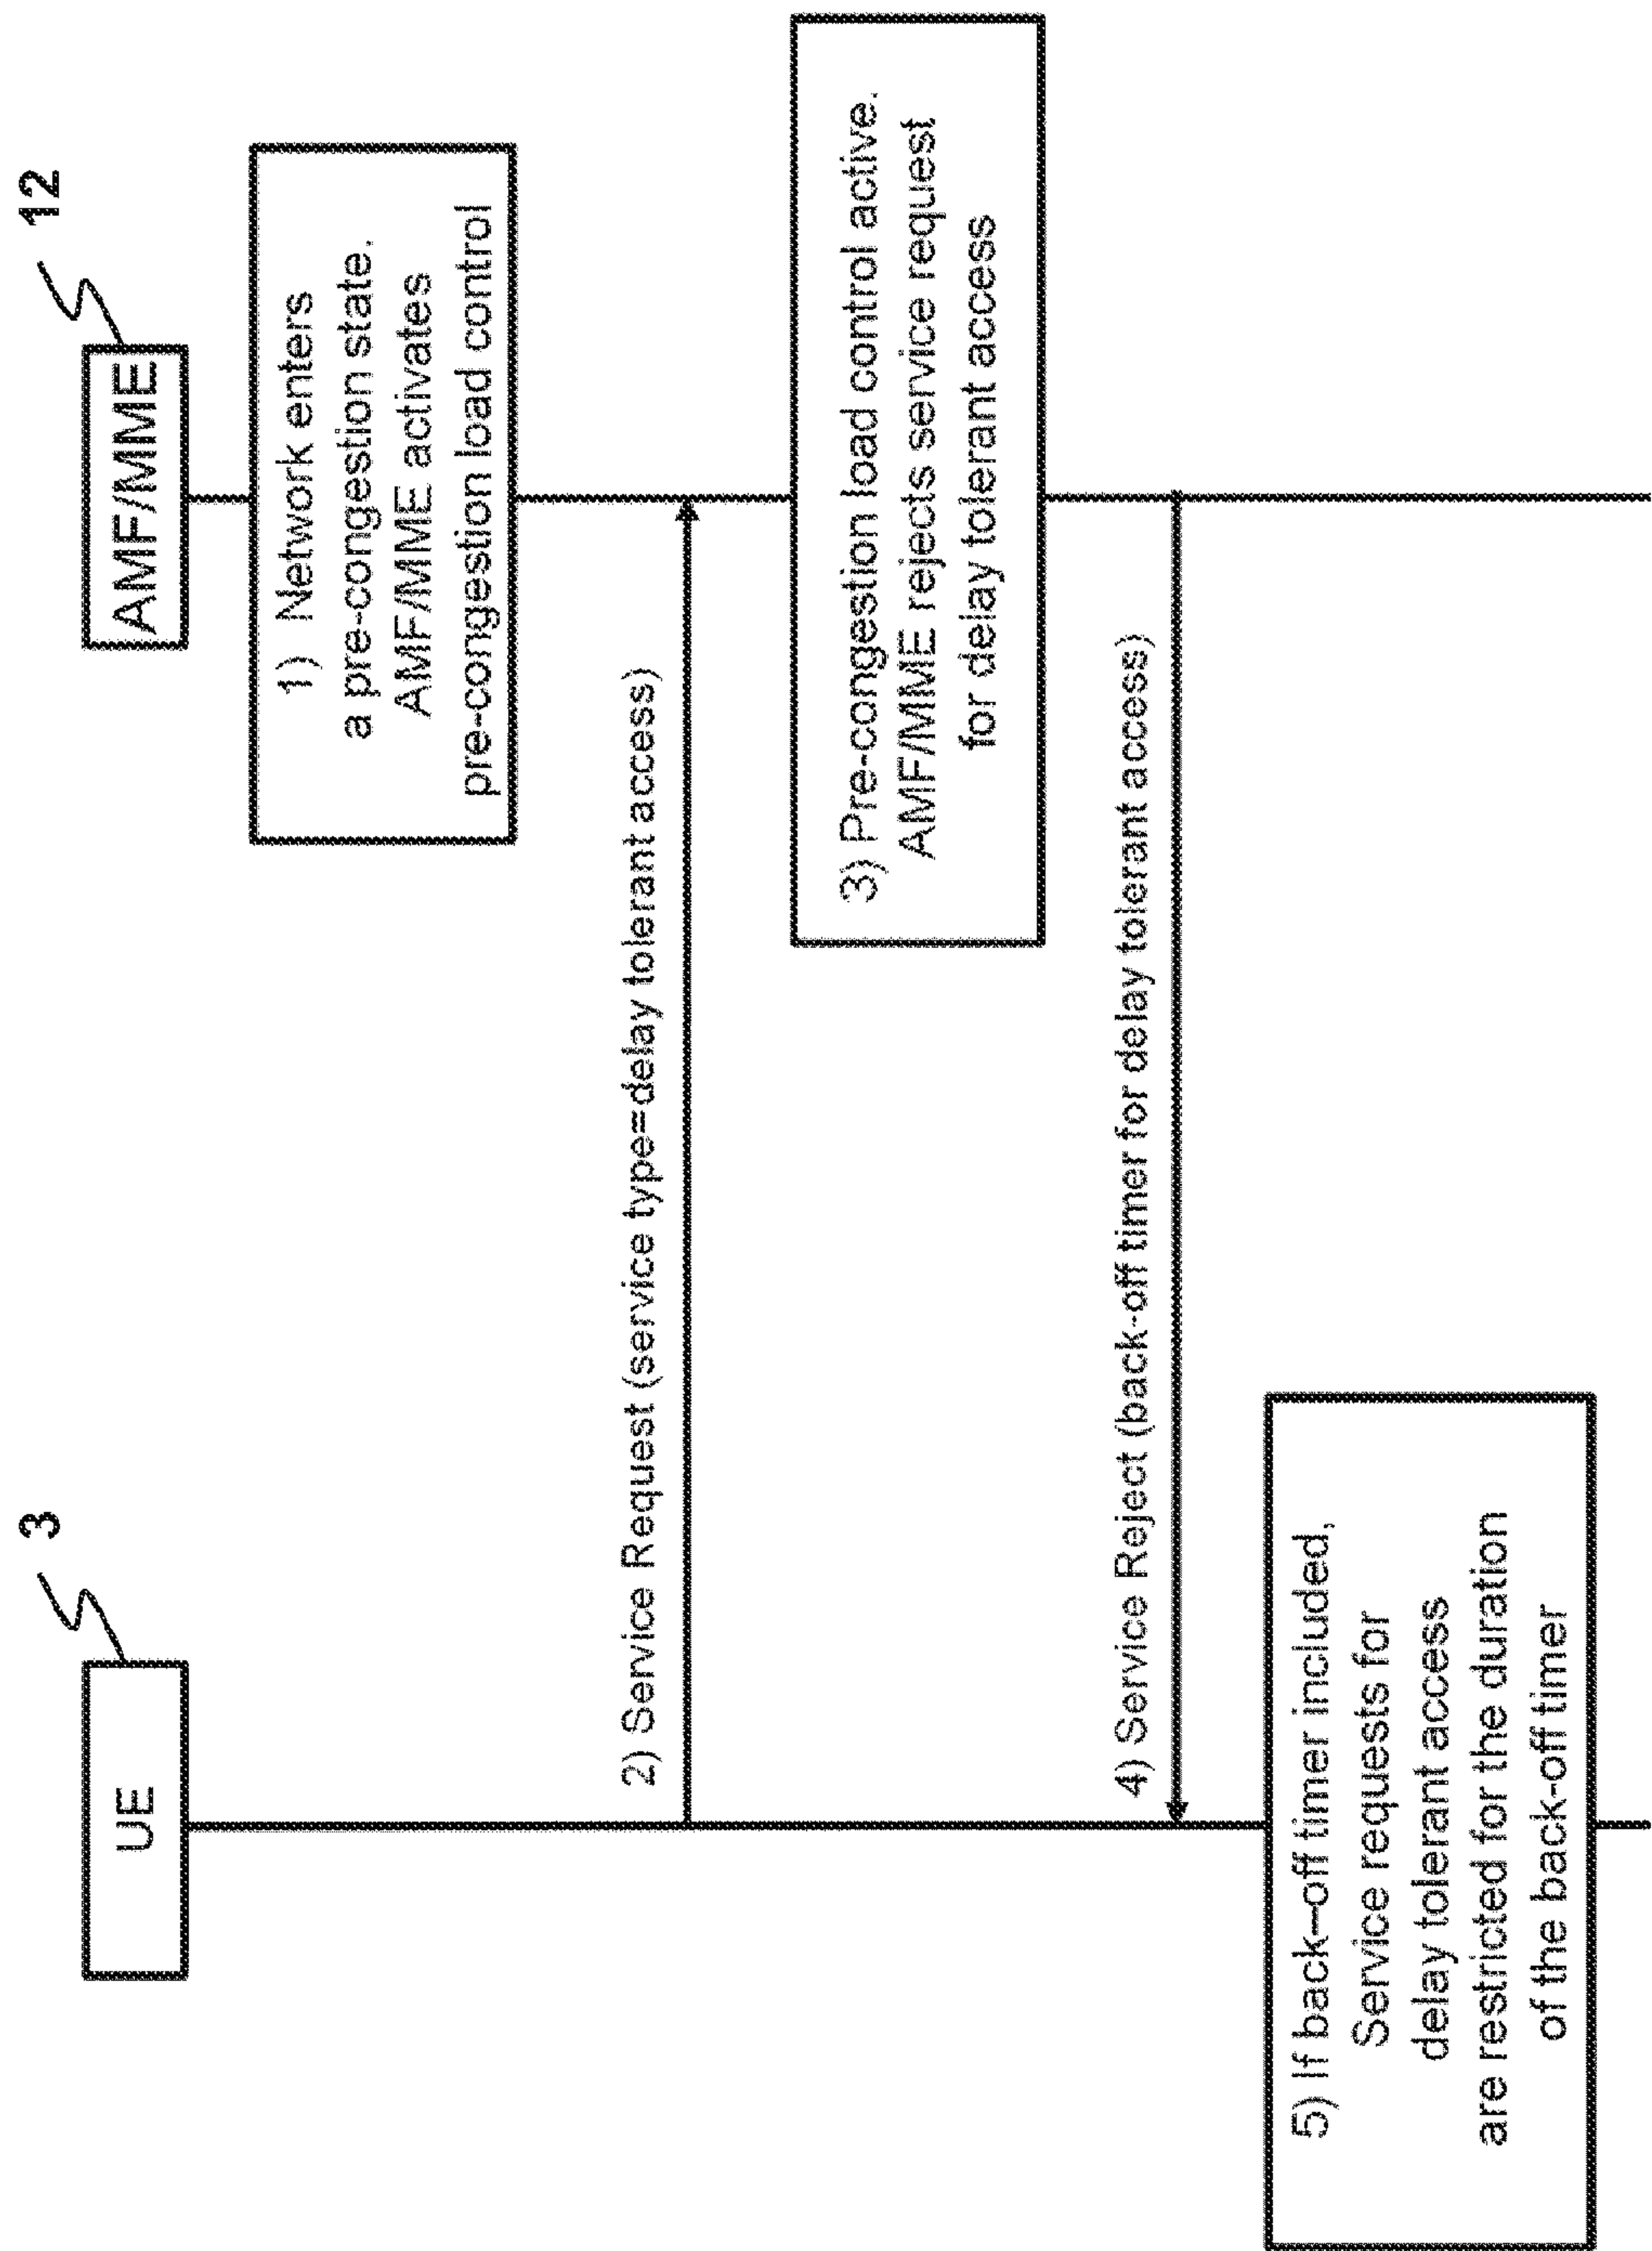 3
12
UE
AMF/MME
1) Network enters
a pre-congestion state.
AMF/MME activates
pre-congestion load control
2) Service Request (service type=delay tolerant access)
3) Pre-congestion load control active.
AMF/MME rejects service request
for delay tolerant access
4) Service Reject (back-off timer for delay tolerant access)
5) If back-off timer included,
Service requests for
delay tolerant access
are restricted for the duration
of the back-off timer